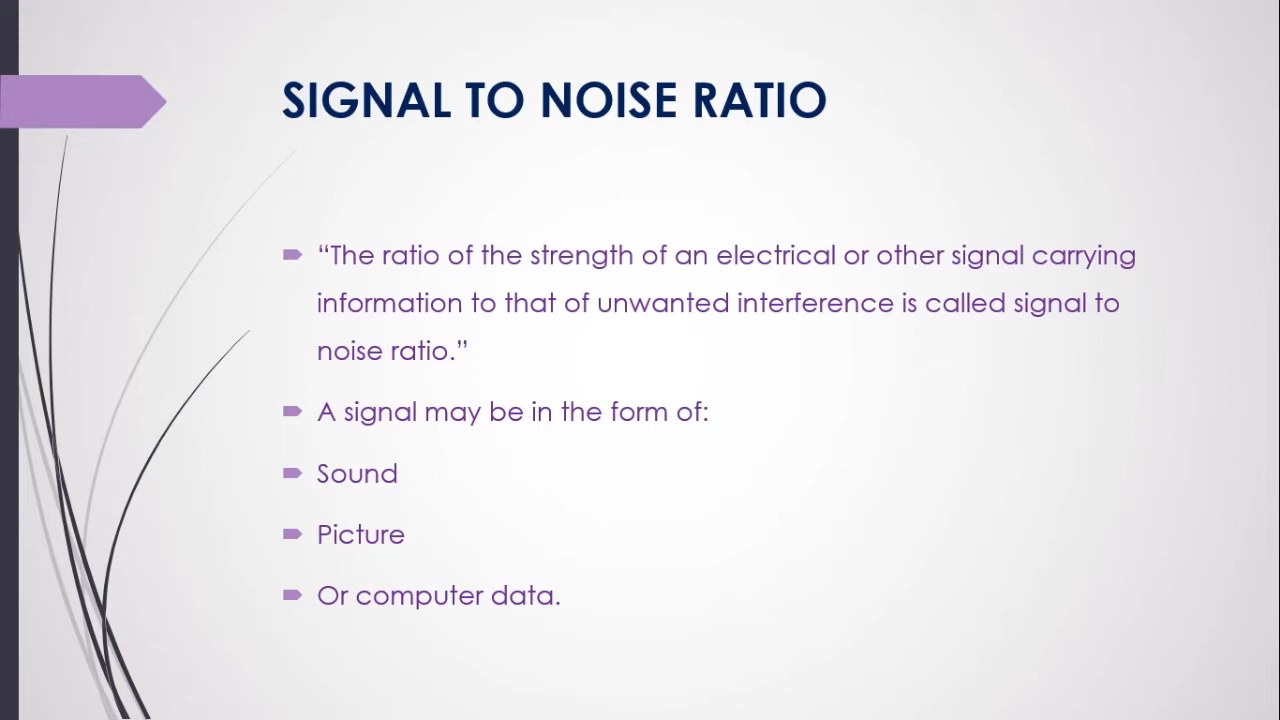 SIGNAL TO NOISE RATIO
“The ratio of the strength of an electrical or other signal carrying
information to that of unwanted interference is called signal to
noise ratio.”
A signal may be in the form of:
Sound
Picture
Or computer data.